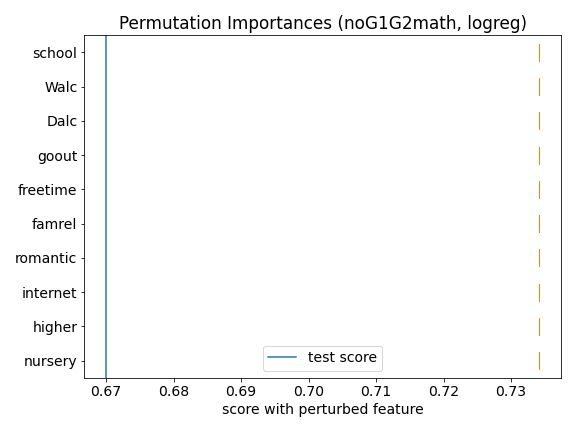 Permutation Importances (noG1G2math, logreg)
school
Walc
Dalc
goout
freetime
famrel
romantic
internet
higher
nursery
test score
0.67 0.68 0.69 0.70 0.71 0.72 0.73
score with perturbed feature